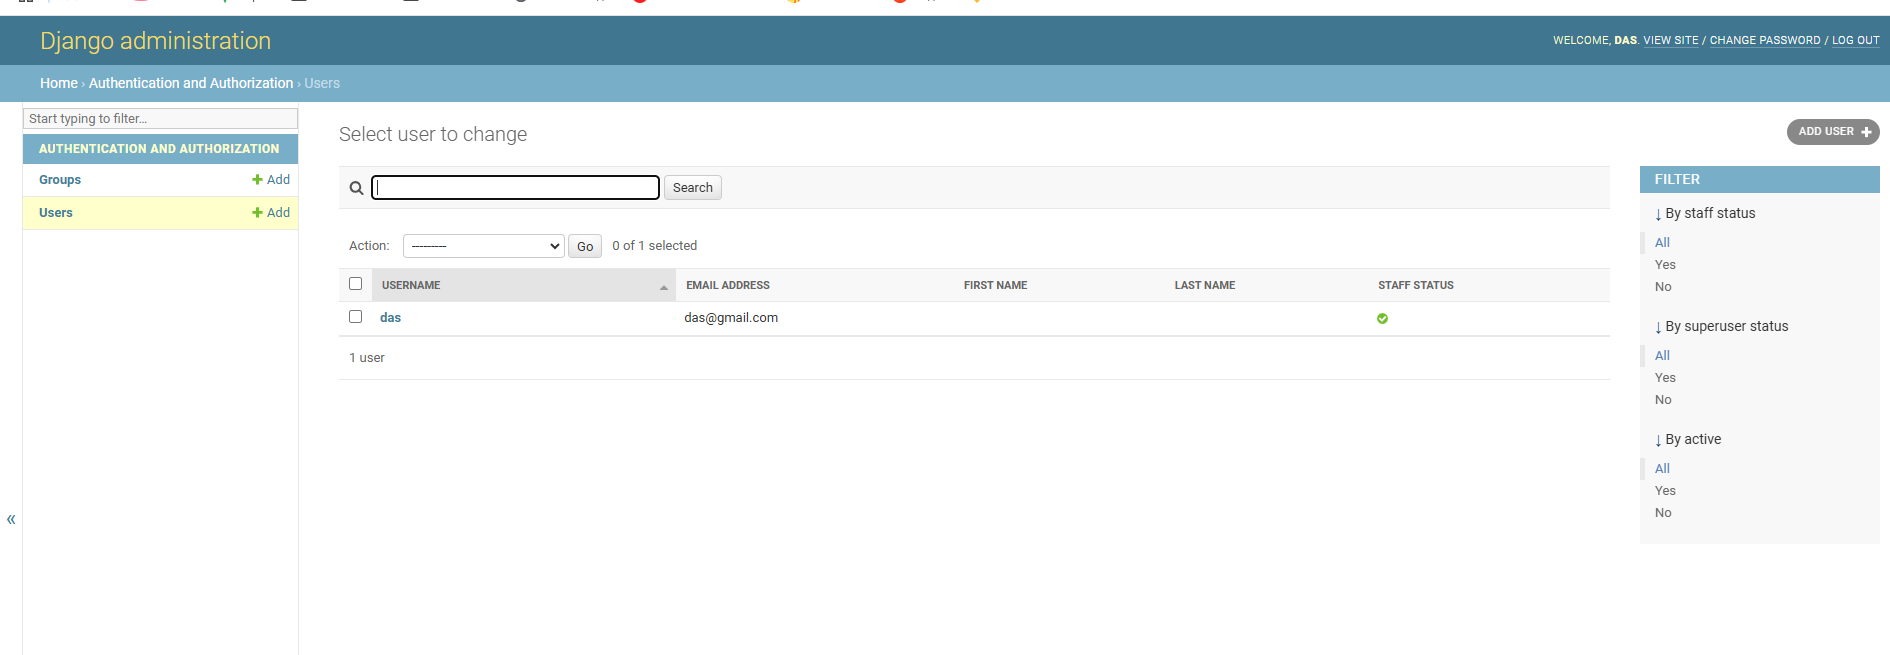 Django administration
WELCOME, DAS. VIEW SITE / CHANGE PASSWORD / LOG OUT
Home › Authentication and Authorization › Users
Start typing to filter...
AUTHENTICATION AND AUTHORIZATION
Groups + Add
Users + Add
«
Select user to change
ADD USER +
Search
Action: --------- Go 0 of 1 selected
USERNAME EMAIL ADDRESS FIRST NAME LAST NAME STAFF STATUS
das das@gmail.com
1 user
FILTER
↓ By staff status
All
Yes
No
↓ By superuser status
All
Yes
No
↓ By active
All
Yes
No